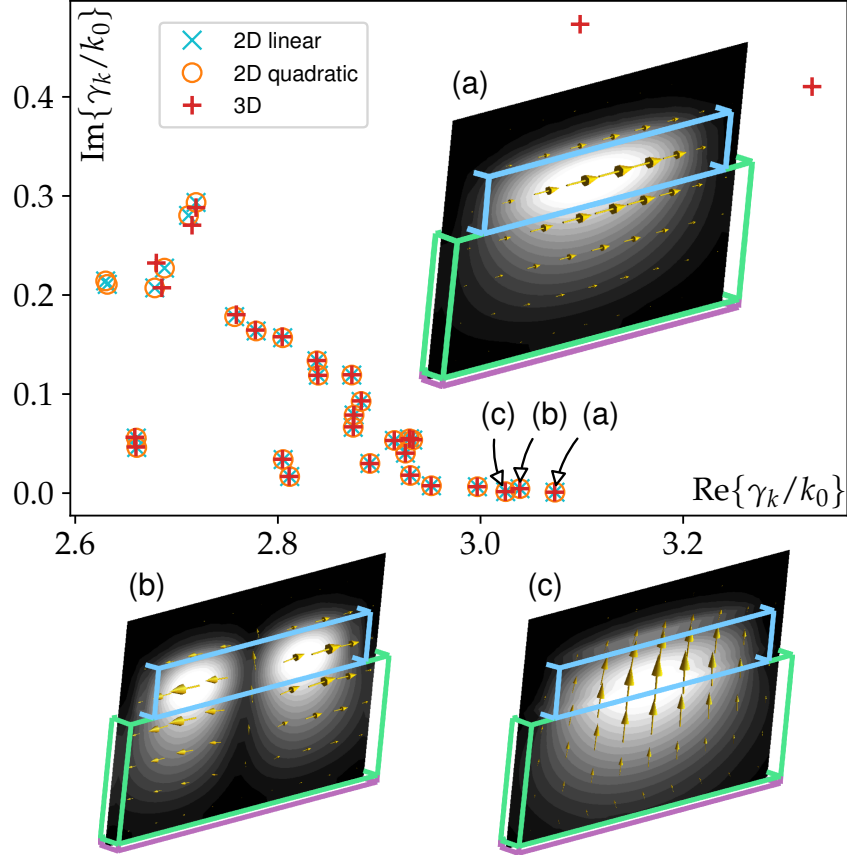 Im{γₖ/k₀}
2D linear
2D quadratic
3D
(a)
0.4
0.3
0.2
0.1
0.0
(c)
(b)
(a)
Re{γₖ/k₀}
2.6
2.8
3.0
3.2
(b)
(c)